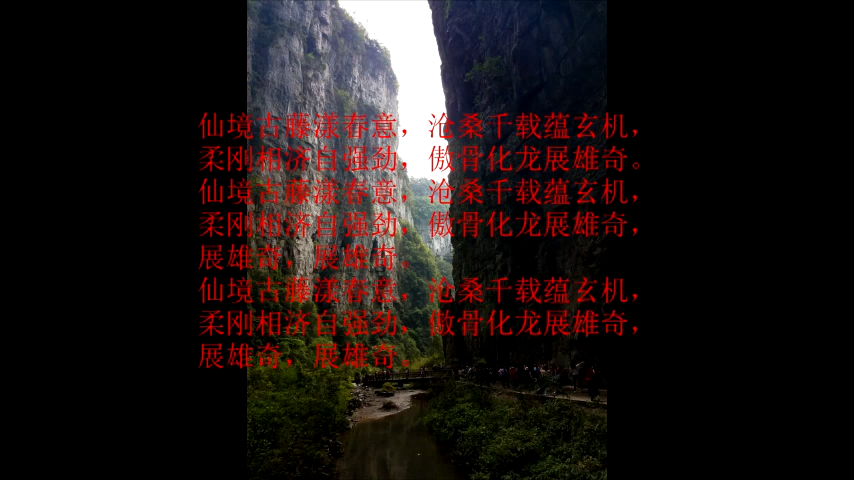 仙境古藤漾春意，沧桑千载蕴玄机，
柔刚相济自强劲，傲骨化龙展雄奇。
仙境古藤漾春意，沧桑千载蕴玄机，
柔刚相济自强劲，傲骨化龙展雄奇，
展雄奇，展雄奇。
仙境古藤漾春意，沧桑千载蕴玄机，
柔刚相济自强劲，傲骨化龙展雄奇，
展雄奇，展雄奇。